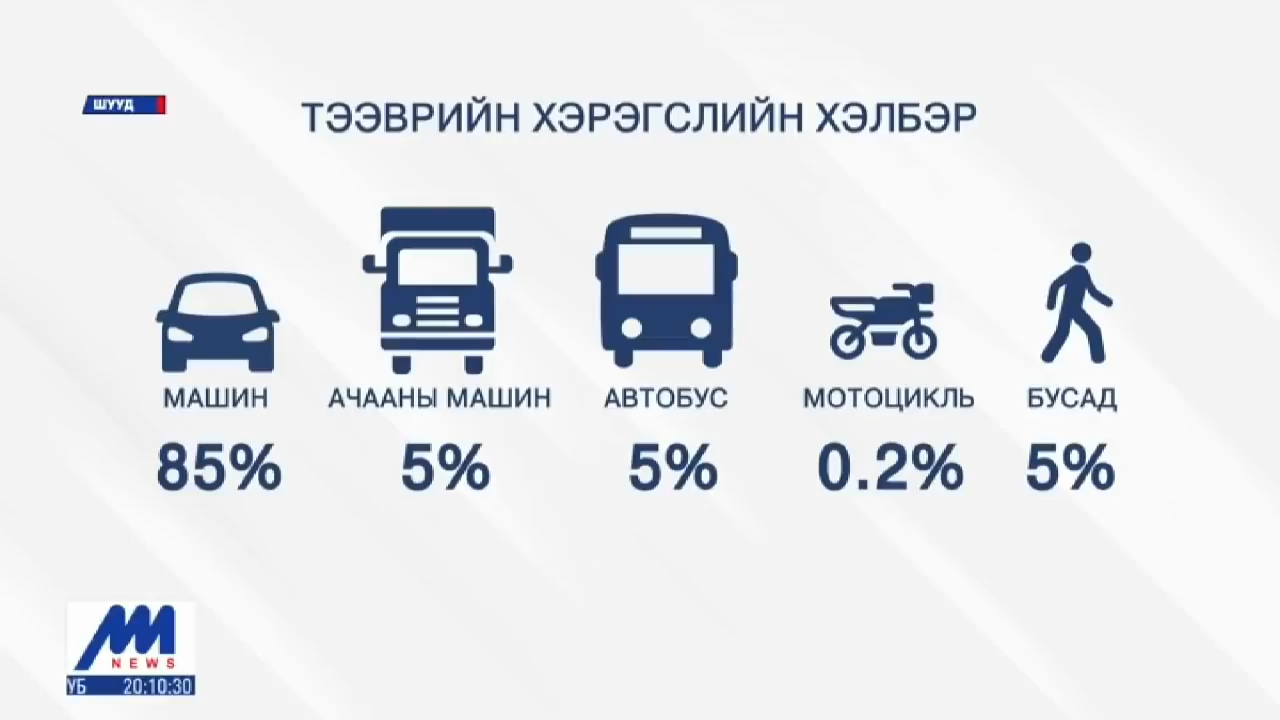 ШУУД
ТЭЭВРИЙН ХЭРЭГСЛИЙН ХЭЛБЭР
МАШИН
85%
АЧААНЫ МАШИН
5%
АВТОБУС
5%
МОТОЦИКЛЬ
0.2%
БУСАД
5%
NEWS
УБ 20:10:30